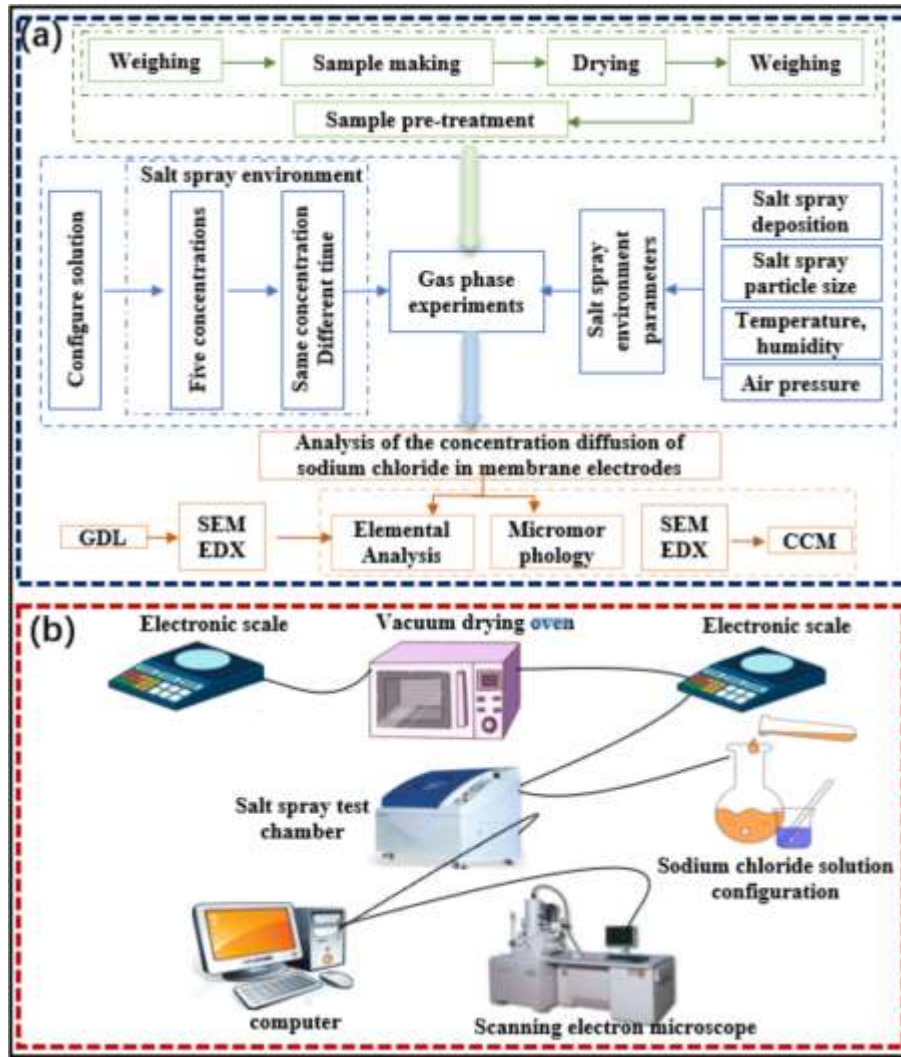 (a)
Weighing
Sample making
Drying
Weighing
Sample pre-treatment
Salt spray environment
Configure solution
Five concentrations
Same concentration
Different time
Gas phase
experiments
Salt spray
environment
parameters
Salt spray
deposition
Salt spray
particle size
Temperature,
humidity
Air pressure
Analysis of the concentration diffusion of
sodium chloride in membrane electrodes
GDL
SEM
EDX
Elemental
Analysis
Micromor
phology
SEM
EDX
CCM
(b)
Electronic scale
Vacuum drying oven
Electronic scale
Salt spray test
chamber
Sodium chloride solution
configuration
computer
Scanning electron microscope